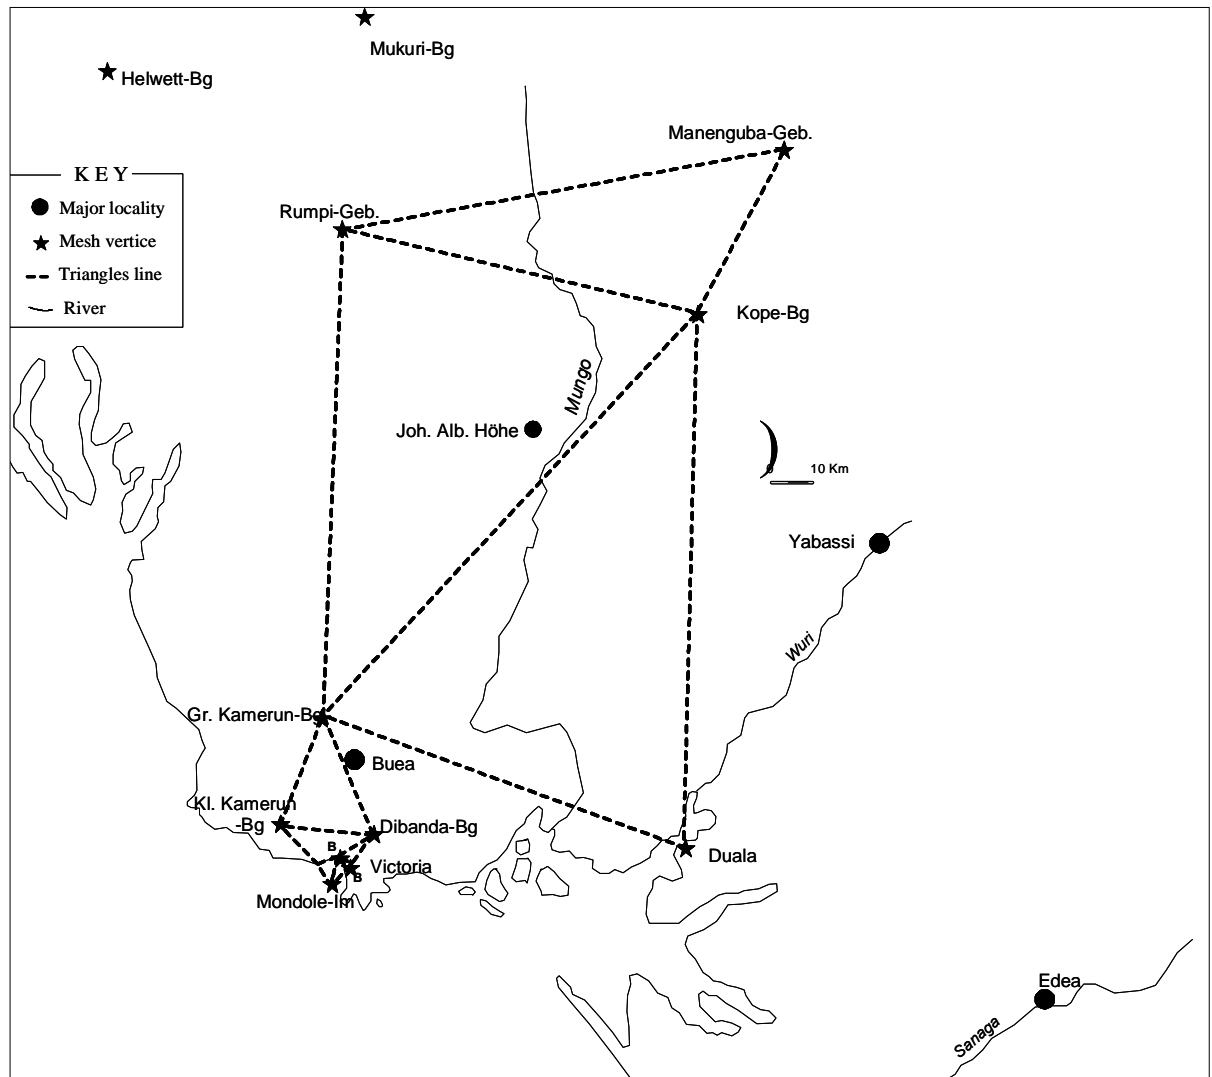 Mukuri-Bg
Helwett-Bg
Manenguba-Geb.
K E Y
Major locality
Mesh vertice
Triangles line
River
Rumpi-Geb.
Kope-Bg
Mungo
Joh. Alb. Höhe
0 10 Km
Yabassi
Wuri
Gr. Kamerun-Bg
Buea
Kl. Kamerun
-Bg
Dibanda-Bg
B
Victoria
B
Duala
Mondole-Im
Edea
Sanaga